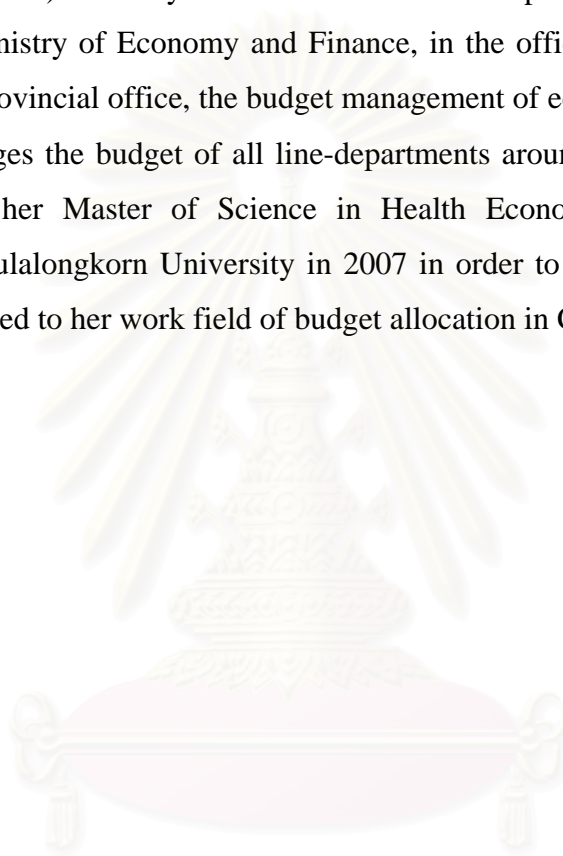 nistry of Economy and Finance, in the offi
ovincial office, the budget management of e
ges the budget of all line-departments arou
her Master of Science in Health Econo
ulalongkorn University in 2007 in order to
ed to her work field of budget allocation in